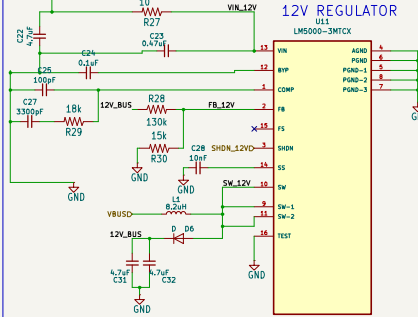 12V REGULATOR
10
R27
VIN_12V
U11
LM5000-3MTCX
C22
4.7uF
C23
0.47uF
13 VIN
AGND 4
PGND 6
C24
0.1uF
12 BYP
PGND-1 5
PGND-2 8
C25
100pF
1 COMP
PGND-3 7
C27
3300pF
18k
R29
12V_BUS
R28
130k
FB_12V
2 FB
15 FS
15k
R30
GND
SHDN_12V
3 SHDN
C28
10nF
14 SS
GND
GND
SW_12V
10 SW
L1
8.2uH
VBUS
9 SW-1
11 SW-2
12V_BUS
D D6
16 TEST
4.7uF
C31
4.7uF
C32
GND
GND